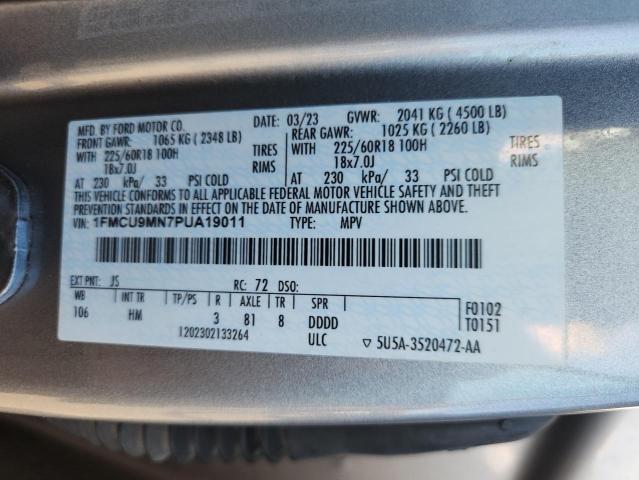 MFD. BY FORD MOTOR CO. DATE: 03/23 GVWR: 2041 KG ( 4500 LB)
FRONT GAWR: 1065 KG ( 2348 LB) REAR GAWR: 1025 KG ( 2260 LB)
WITH 225/60R18 100H TIRES WITH 225/60R18 100H TIRES
18x7.0J RIMS 18x7.0J RIMS
AT 230 kPa/ 33 PSI COLD AT 230 kPa/ 33 PSI COLD
THIS VEHICLE CONFORMS TO ALL APPLICABLE FEDERAL MOTOR VEHICLE SAFETY AND THEFT
PREVENTION STANDARDS IN EFFECT ON THE DATE OF MANUFACTURE SHOWN ABOVE.
VIN: 1FMCU9MN7PUA19011 TYPE: MPV
EXT PNT: JS RC: 72 DSO:
WB INT TR TP/PS R AXLE TR SPR F0102
106 HM 3 81 8 DDDD T0151
1202302133264 ULC ▽ 5U5A-3520472-AA